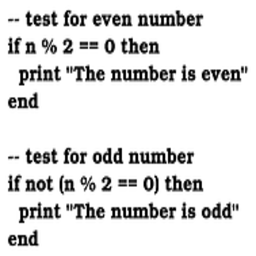 -- test for even number
if n % 2 == 0 then
  print "The number is even"
end

-- test for odd number
if not (n % 2 == 0) then
  print "The number is odd"
end